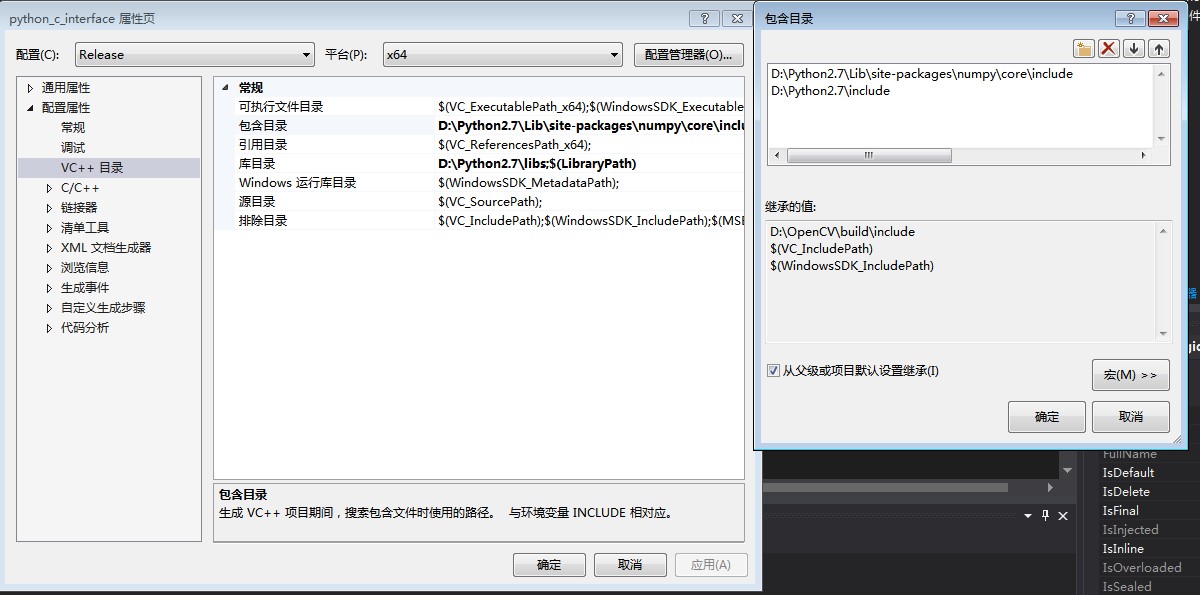 python_c_interface 属性页
配置(C):
Release
平台(P):
x64
配置管理器(O)...
通用属性
配置属性
常规
调试
VC++ 目录
C/C++
链接器
清单工具
XML 文档生成器
浏览信息
生成事件
自定义生成步骤
代码分析
常规
可执行文件目录 $(VC_ExecutablePath_x64);$(WindowsSDK_Executable
包含目录 D:\Python2.7\Lib\site-packages\numpy\core\inclu
引用目录 $(VC_ReferencesPath_x64);
库目录 D:\Python2.7\libs;$(LibraryPath)
Windows 运行库目录 $(WindowsSDK_MetadataPath);
源目录 $(VC_SourcePath);
排除目录 $(VC_IncludePath);$(WindowsSDK_IncludePath);$(MSE
包含目录
生成 VC++ 项目期间，搜索包含文件时使用的路径。 与环境变量 INCLUDE 相对应。
确定
取消
应用(A)
包含目录
D:\Python2.7\Lib\site-packages\numpy\core\include
D:\Python2.7\include
继承的值:
D:\OpenCV\build\include
$(VC_IncludePath)
$(WindowsSDK_IncludePath)
从父级或项目默认设置继承(I)
宏(M) >>
确定
取消
件
器
FullName
IsDefault
IsDelete
IsFinal
IsInjected
IsInline
IsOverloaded
IsSealed